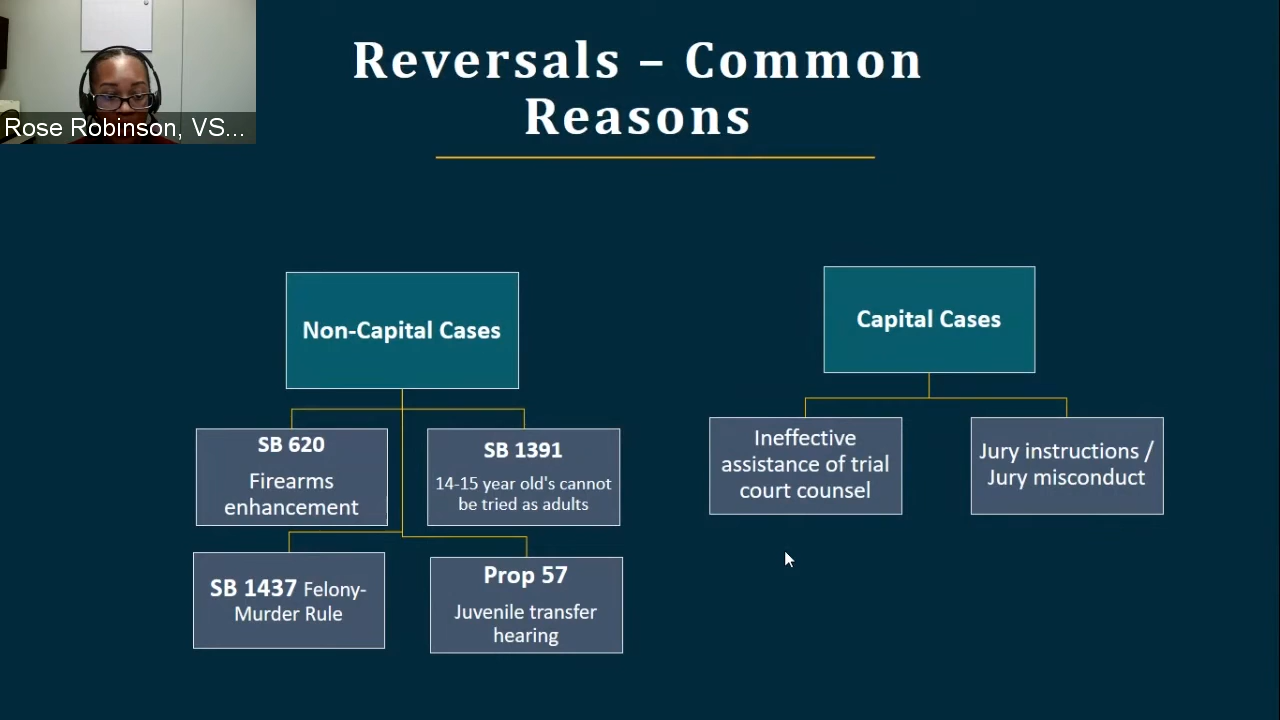 Reversals – Common
Reasons
Rose Robinson, VS...
Non-Capital Cases
SB 620
Firearms
enhancement
SB 1391
14-15 year old's cannot
be tried as adults
SB 1437 Felony-
Murder Rule
Prop 57
Juvenile transfer
hearing
Capital Cases
Ineffective
assistance of trial
court counsel
Jury instructions /
Jury misconduct